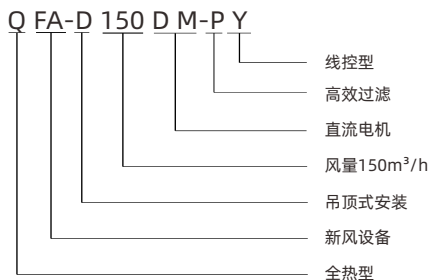 Q FA-D 150 D M-P Y
线控型
高效过滤
直流电机
风量150m³/h
吊顶式安装
新风设备
全热型